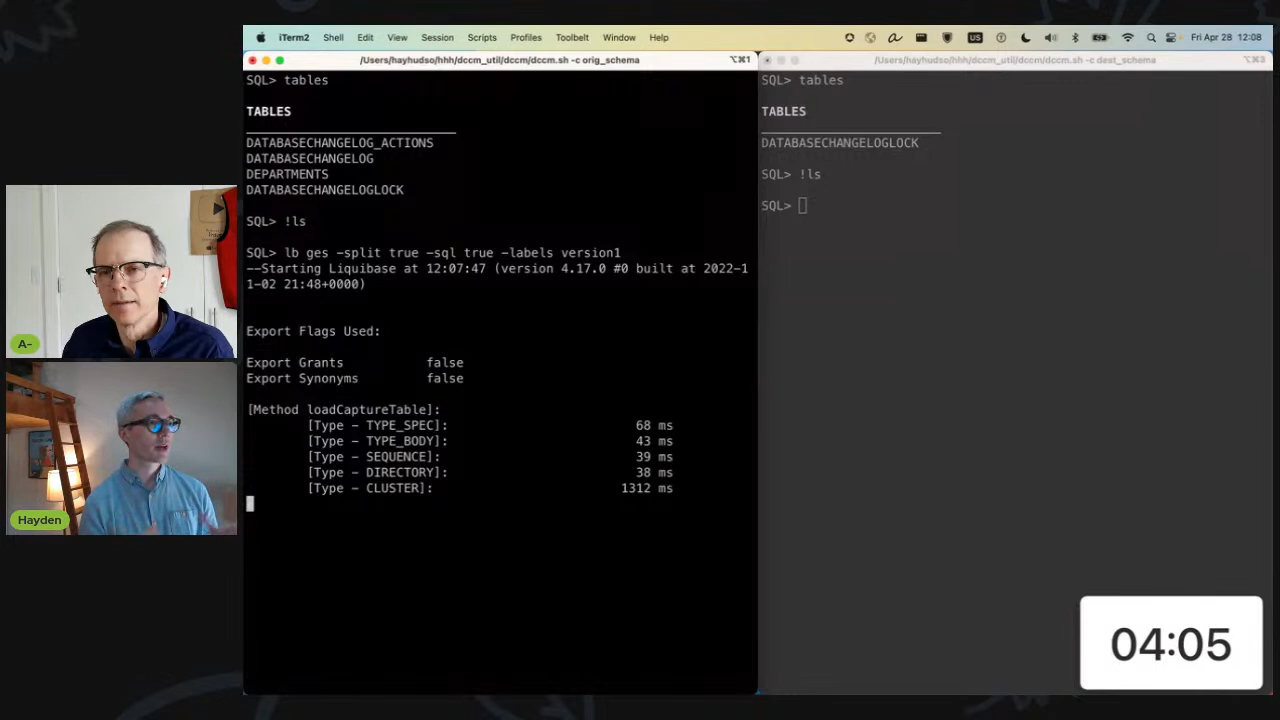 iTerm2 Shell Edit View Session Scripts Profiles Toolbelt Window Help
US
Fri Apr 28 12:08
/Users/hayhudso/hhh/dccm_util/dccm/dccm.sh -c orig_schema
⌥⌘1
SQL> tables
TABLES
DATABASECHANGELOG_ACTIONS
DATABASECHANGELOG
DEPARTMENTS
DATABASECHANGELOGLOCK
SQL> !ls
SQL> lb ges -split true -sql true -labels version1
--Starting Liquibase at 12:07:47 (version 4.17.0 #0 built at 2022-1
1-02 21:48+0000)
Export Flags Used:
Export Grants false
Export Synonyms false
[Method loadCaptureTable]:
[Type - TYPE_SPEC]: 68 ms
[Type - TYPE_BODY]: 43 ms
[Type - SEQUENCE]: 39 ms
[Type - DIRECTORY]: 38 ms
[Type - CLUSTER]: 1312 ms
/Users/hayhudso/hhh/dccm_util/dccm/dccm.sh -c dest_schema
⌥⌘3
SQL> tables
TABLES
DATABASECHANGELOGLOCK
SQL> !ls
SQL>
A-
Hayden
04:05